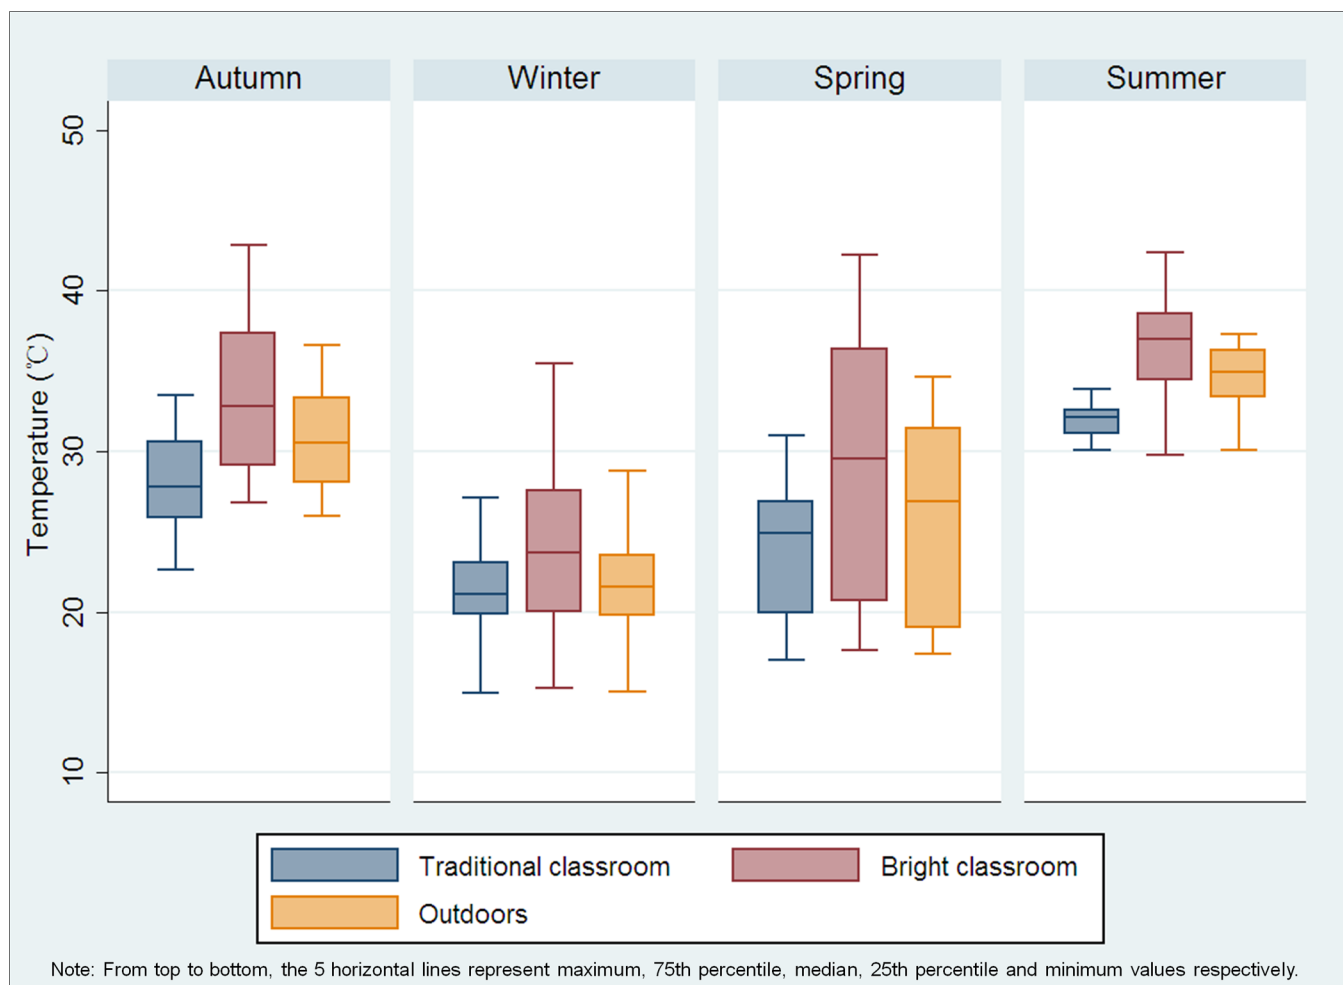 Autumn Winter Spring Summer
50
40
30
20
10
Temperature (℃)
Traditional classroom Bright classroom
Outdoors
Note: From top to bottom, the 5 horizontal lines represent maximum, 75th percentile, median, 25th percentile and minimum values respectively.